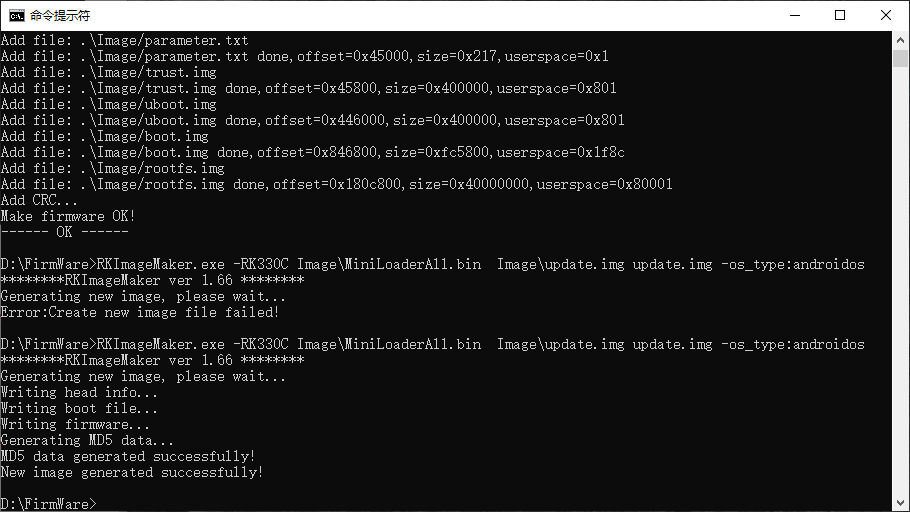 命令提示符
Add file: .\Image/parameter.txt
Add file: .\Image/parameter.txt done,offset=0x45000,size=0x217,userspace=0x1
Add file: .\Image/trust.img
Add file: .\Image/trust.img done,offset=0x45800,size=0x400000,userspace=0x801
Add file: .\Image/uboot.img
Add file: .\Image/uboot.img done,offset=0x446000,size=0x400000,userspace=0x801
Add file: .\Image/boot.img
Add file: .\Image/boot.img done,offset=0x846800,size=0xfc5800,userspace=0x1f8c
Add file: .\Image/rootfs.img
Add file: .\Image/rootfs.img done,offset=0x180c800,size=0x40000000,userspace=0x80001
Add CRC...
Make firmware OK!
------ OK ------
D:\FirmWare>RKImageMaker.exe -RK330C Image\MiniLoaderAll.bin  Image\update.img update.img -os_type:androidos
********RKImageMaker ver 1.66 ********
Generating new image, please wait...
Error:Create new image file failed!
D:\FirmWare>RKImageMaker.exe -RK330C Image\MiniLoaderAll.bin  Image\update.img update.img -os_type:androidos
********RKImageMaker ver 1.66 ********
Generating new image, please wait...
Writing head info...
Writing boot file...
Writing firmware...
Generating MD5 data...
MD5 data generated successfully!
New image generated successfully!
D:\FirmWare>